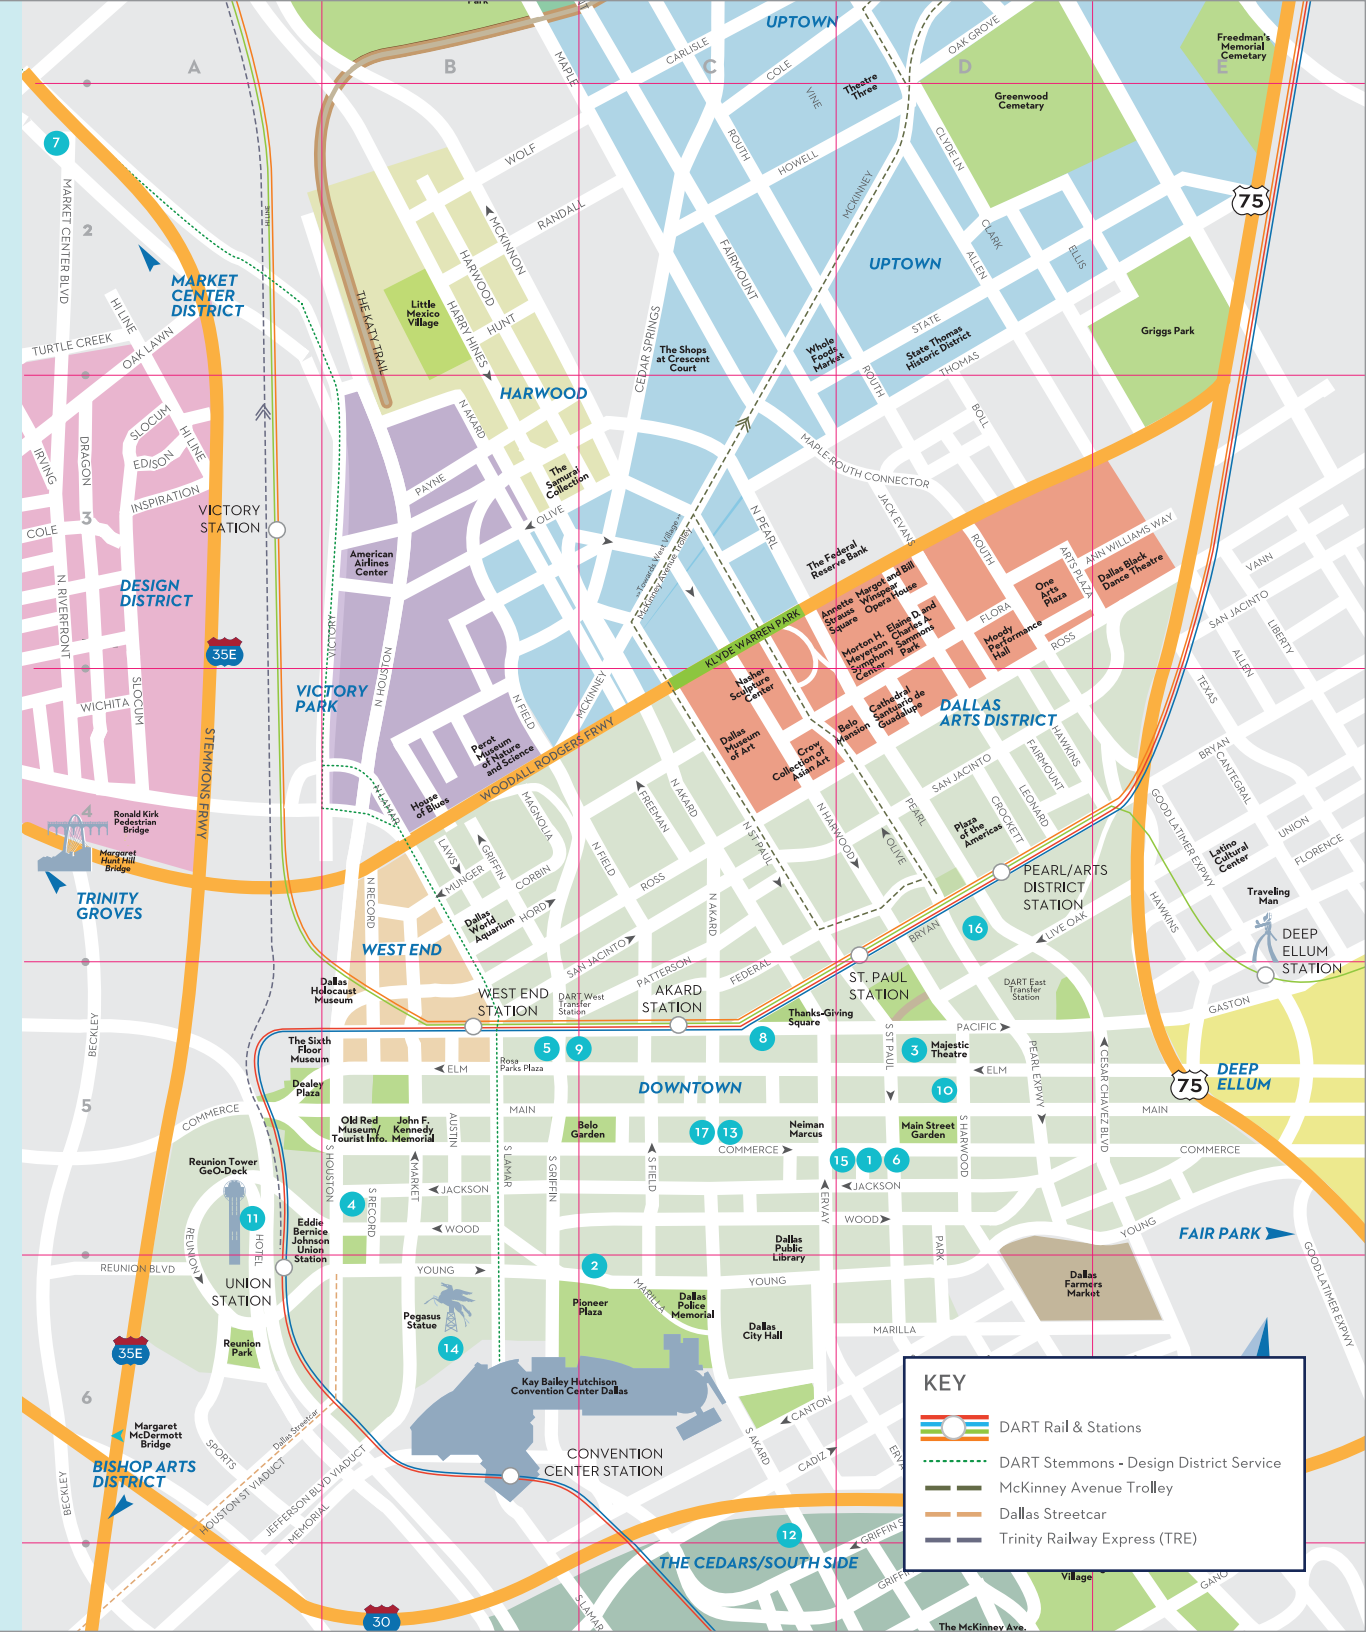 Park
UPTOWN
OAK GROVE
Freedman's
Memorial
Cemetary
A
B
C
D
E
MAPLE
CARLISLE
COLE
VINE
Theatre
Three
Greenwood
Cemetary
7
ROUTH
HOWELL
CLYDE LN
WOLF
MARKET CENTER BLVD
MCKINNEY
75
2
MCKINNON
RANDALL
HARWOOD
CLARK
ALLEN
ELLIS
FAIRMOUNT
UPTOWN
MARKET
CENTER
DISTRICT
THE KATY TRAIL
Little
Mexico
Village
HARRY HINES
HUNT
HI LINE
TURTLE CREEK
OAK LAWN
CEDAR SPRINGS
The Shops
at Crescent
Court
Whole
Foods
Market
STATE
State Thomas
Historic District
THOMAS
Griggs Park
ROUTH
HARWOOD
N AKARD
BOLL
SLOCUM
HI LINE
IRVING
DRAGON
EDISON
INSPIRATION
PAYNE
The
Samurai
Collection
MAPLE-ROUTH CONNECTOR
3
VICTORY
STATION
OLIVE
N PEARL
JACK EVANS
COLE
American
Airlines
Center
"Towards West Village"
McKinney Avenue Trolley
The Federal
Reserve Bank
ROUTH
ARTS PLAZA
ANN WILLIAMS WAY
Dallas Black
Dance Theatre
VANN
N. RIVERFRONT
DESIGN
DISTRICT
Annette
Strauss
Square
Margot and Bill
Winspear
Opera House
One
Arts
Plaza
SAN JACINTO
FLORA
LIBERTY
35E
VICTORY
KLYDE WARREN PARK
Morton H.
Meyerson
Symphony
Center
Elaine D. and
Charles A.
Sammons
Park
Moody
Performance
Hall
ROSS
ALLEN
N HOUSTON
VICTORY
PARK
SLOCUM
WICHITA
N FIELD
MCKINNEY
Nasher
Sculpture
Center
Cathedral
Santuario de
Guadalupe
DALLAS
ARTS DISTRICT
TEXAS
STEMMONS FRWY
Dallas
Museum
of Art
Belo
Mansion
Crow
Collection of
Asian Art
FAIRMOUNT
HAWKINS
BRYAN
CANTEGRAL
Perot
Museum
of Nature
and Science
WOODALL RODGERS FRWY
House
of Blues
N LAMAR
SAN JACINTO
LEONARD
CROCKETT
GOOD LATIMER EXPWY
4
Ronald Kirk
Pedestrian
Bridge
Margaret
Hunt Hill
Bridge
MAGNOLIA
FREEMAN
N AKARD
N ST PAUL
N HARWOOD
PEARL
OLIVE
Plaza
of the
Americas
UNION
FLORENCE
Latino
Cultural
Center
LAWS
GRIFFIN
MUNGER
CORBIN
N FIELD
ROSS
TRINITY
GROVES
N RECORD
PEARL/ARTS
DISTRICT
STATION
HAWKINS
Traveling
Man
Dallas
World
Aquarium
HORD
N AKARD
16
BRYAN
LIVE OAK
DEEP
ELLUM
STATION
WEST END
SAN JACINTO
PATTERSON
FEDERAL
ST. PAUL
STATION
Dallas
Holocaust
Museum
WEST END
STATION
DART West
Transfer
Station
AKARD
STATION
DART East
Transfer
Station
GASTON
BECKLEY
Thanks-Giving
Square
S ST PAUL
PACIFIC
The Sixth
Floor
Museum
5
9
8
3
Majestic
Theatre
ELM
Rosa
Parks Plaza
ELM
PEARL EXPWY
CESAR CHAVEZ BLVD
DEEP
ELLUM
75
Dealey
Plaza
DOWNTOWN
10
5
COMMERCE
MAIN
MAIN
Old Red
Museum/
Tourist Info.
John F.
Kennedy
Memorial
AUSTIN
Belo
Garden
17
13
Neiman
Marcus
Main Street
Garden
S HARWOOD
COMMERCE
COMMERCE
Reunion Tower
GeO-Deck
S HOUSTON
MARKET
S LAMAR
S GRIFFIN
S FIELD
15
1
6
JACKSON
JACKSON
4
S RECORD
11
REUNION
HOTEL
Eddie
Bernice
Johnson
Union
Station
WOOD
ERVAY
WOOD
YOUNG
FAIR PARK
Dallas
Public
Library
PARK
REUNION BLVD
YOUNG
2
YOUNG
GOOD-LATIMER EXPWY
UNION
STATION
Dallas
Farmers
Market
Pegasus
Statue
Pioneer
Plaza
MARILLA
Dallas
Police
Memorial
Dallas
City Hall
MARILLA
35E
Reunion
Park
14
Kay Bailey Hutchison
Convention Center Dallas
6
KEY
DART Rail & Stations
DART Stemmons - Design District Service
McKinney Avenue Trolley
Dallas Streetcar
Trinity Railway Express (TRE)
CANTON
Margaret
McDermott
Bridge
Dallas Streetcar
S AKARD
CADIZ
BISHOP ARTS
DISTRICT
SPORTS
HOUSTON ST VIADUCT
JEFFERSON BLVD VIADUCT
MEMORIAL
CONVENTION
CENTER STATION
BECKLEY
12
GRIFFIN S
THE CEDARS/SOUTH SIDE
Village
GANO
S LAMAR
30
The McKinney Ave.